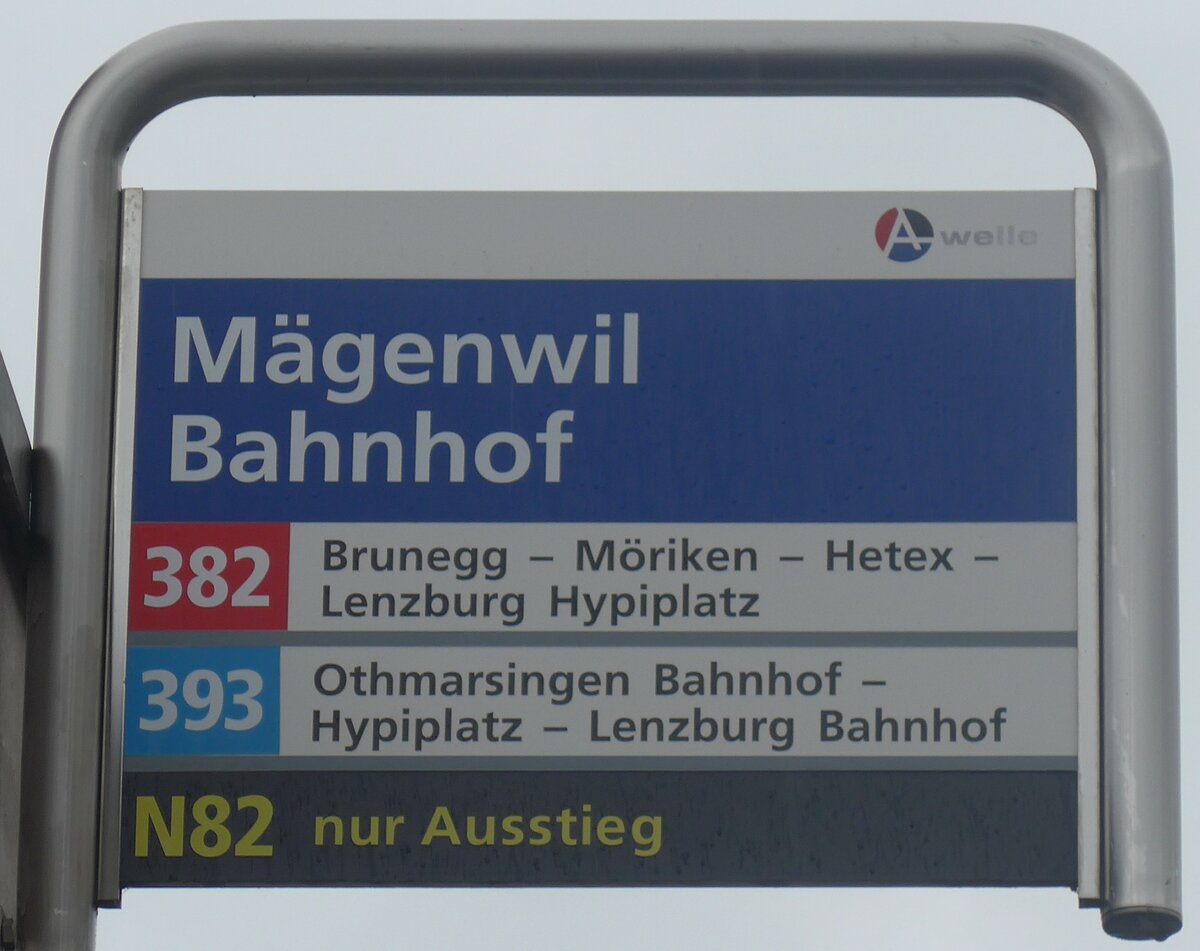 A-welle
Mägenwil
Bahnhof
382 Brunegg – Möriken – Hetex –
Lenzburg Hypiplatz
393 Othmarsingen Bahnhof –
Hypiplatz – Lenzburg Bahnhof
N82 nur Ausstieg